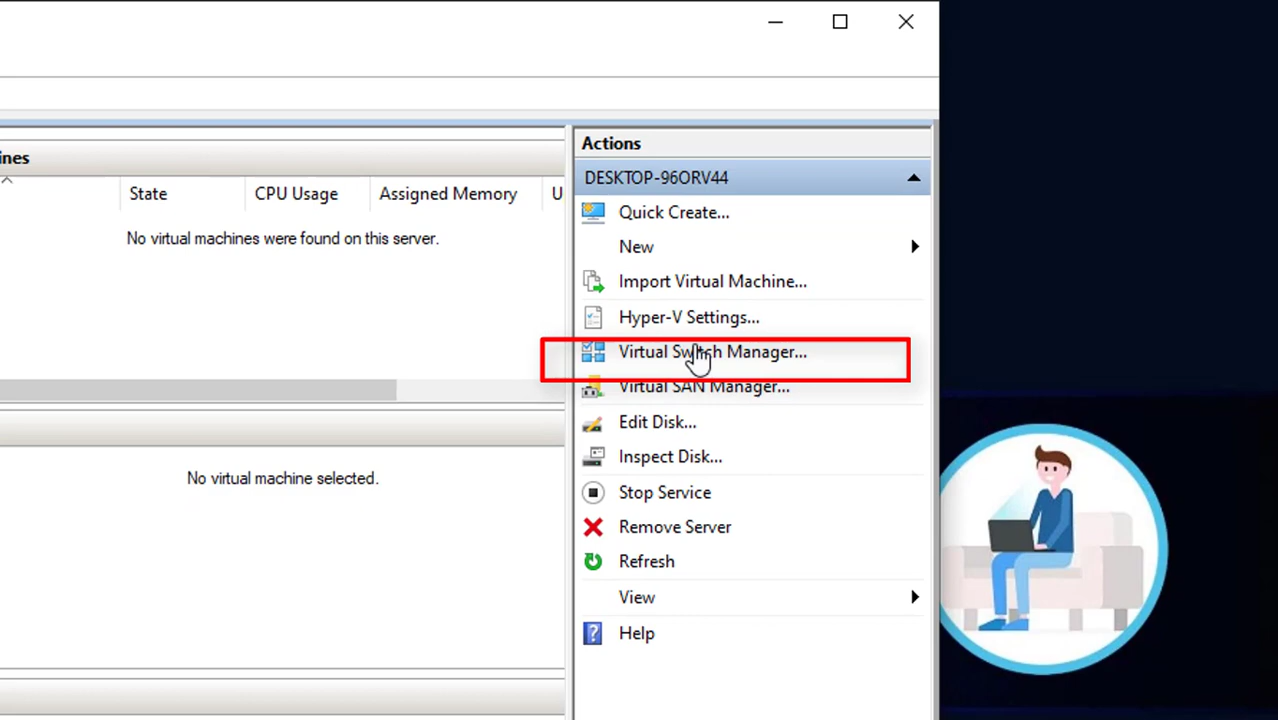 ines
State CPU Usage Assigned Memory U
No virtual machines were found on this server.
No virtual machine selected.
Actions
DESKTOP-96ORV44
Quick Create...
New
Import Virtual Machine...
Hyper-V Settings...
Virtual Switch Manager...
Virtual SAN Manager...
Edit Disk...
Inspect Disk...
Stop Service
Remove Server
Refresh
View
Help